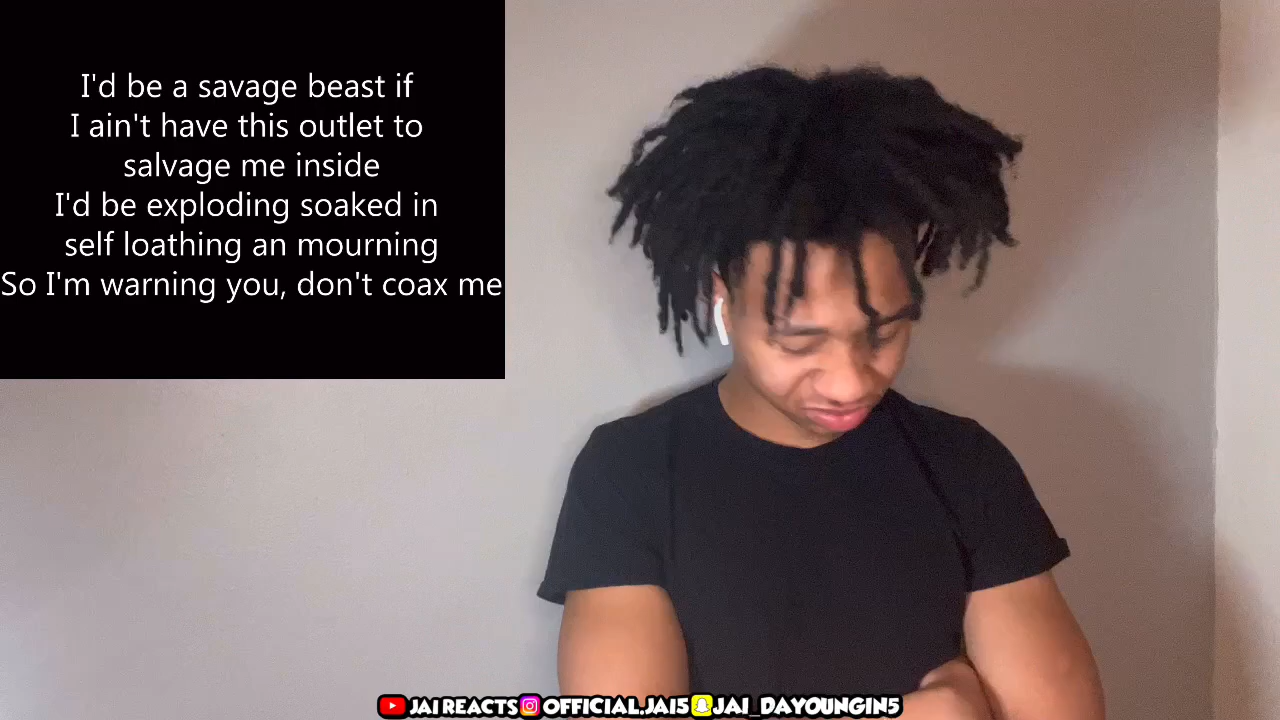 I'd be a savage beast if
I ain't have this outlet to
salvage me inside
I'd be exploding soaked in
self loathing an mourning
So I'm warning you, don't coax me
JAI REACTS OFFICIAL.JAI5 JAI_DAYOUNGIN5